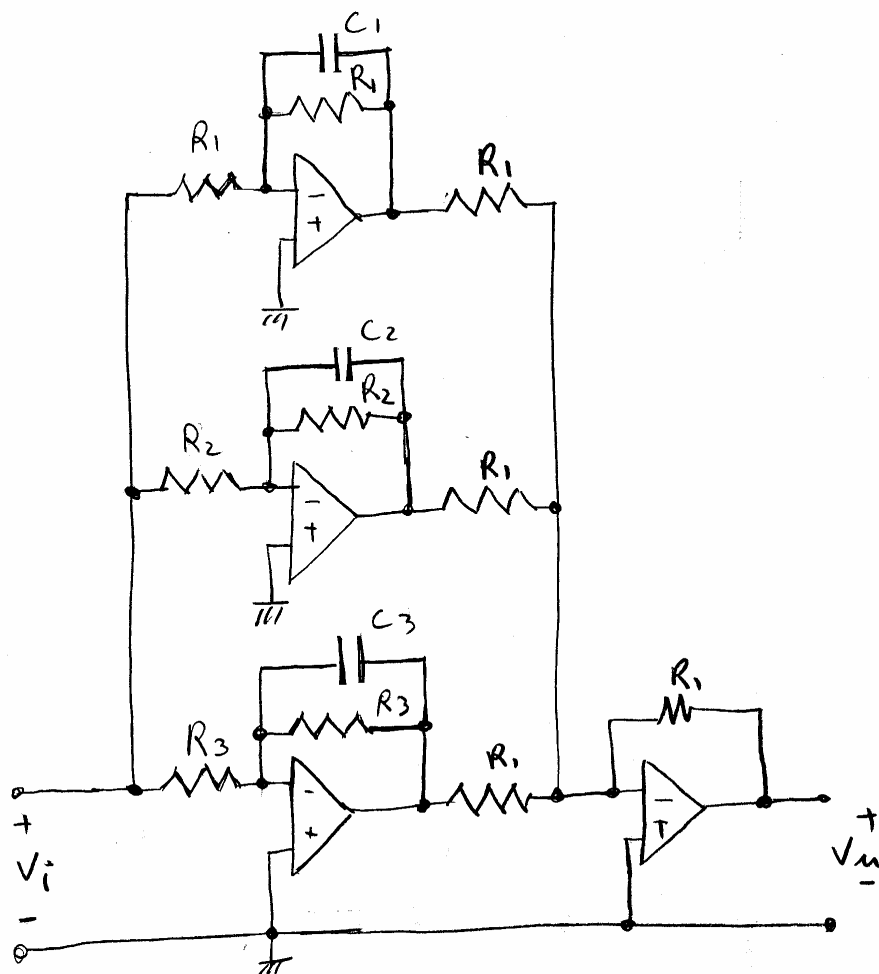 C1
R1
R1
R1
-
+
C2
R2
R2
R1
-
+
C3
R3
R1
R3
R1
-
+
-
+
+
Vi
-
+
Vu
-